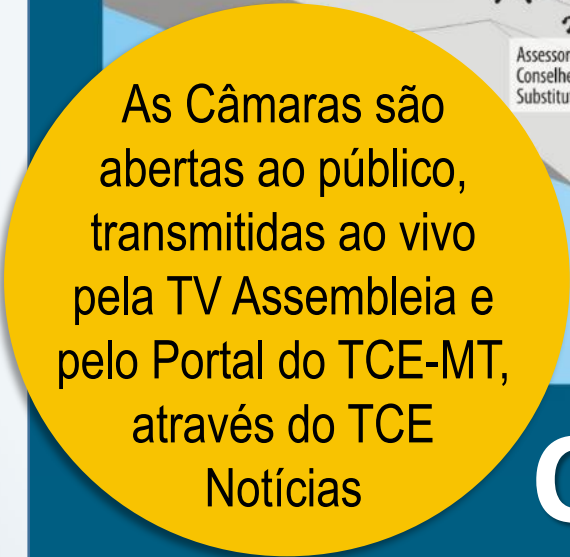 Assessor
Conselhe
Substitu
As Câmaras são
abertas ao público,
transmitidas ao vivo
pela TV Assembleia e
pelo Portal do TCE-MT,
através do TCE
Notícias